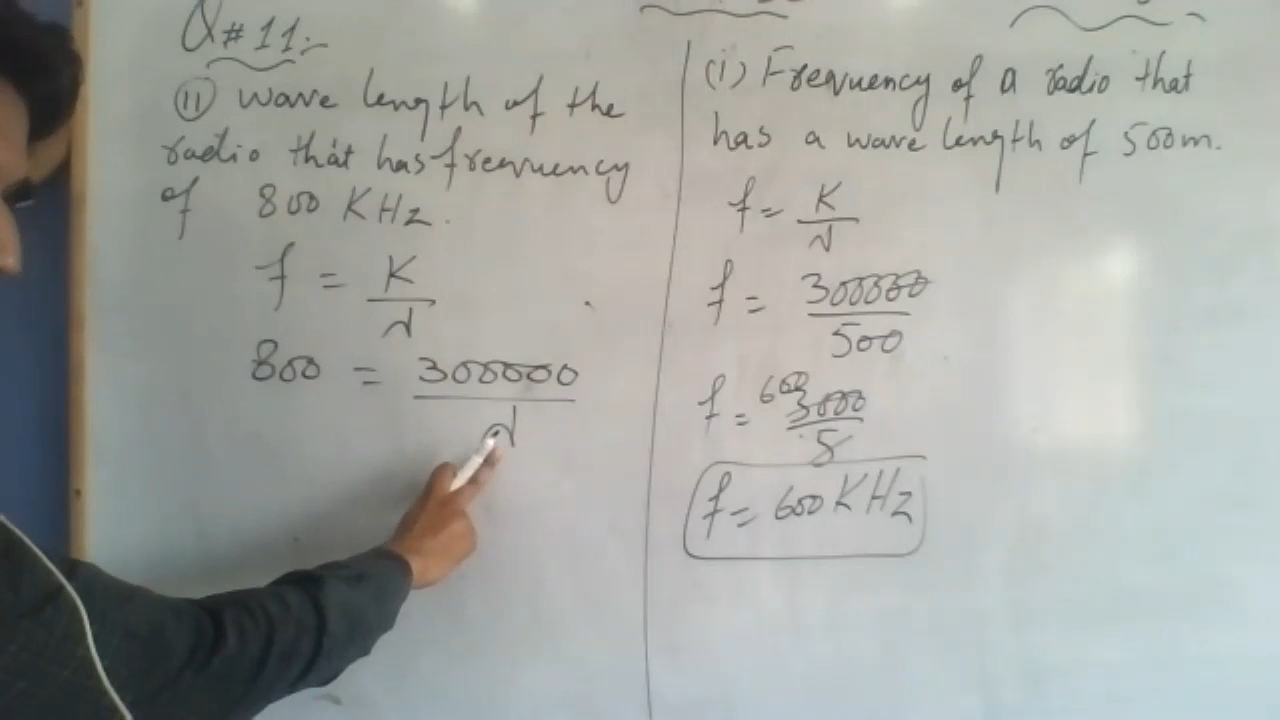 Q#11:-
(ii) wave length of the
radio that has frequency
of 800 KHz.
f = K/λ
800 = 300000/λ
(i) Frequency of a radio that
has a wave length of 500m.
f = K/λ
f = 300000/500
f = 600 3000/5
f = 600 KHz